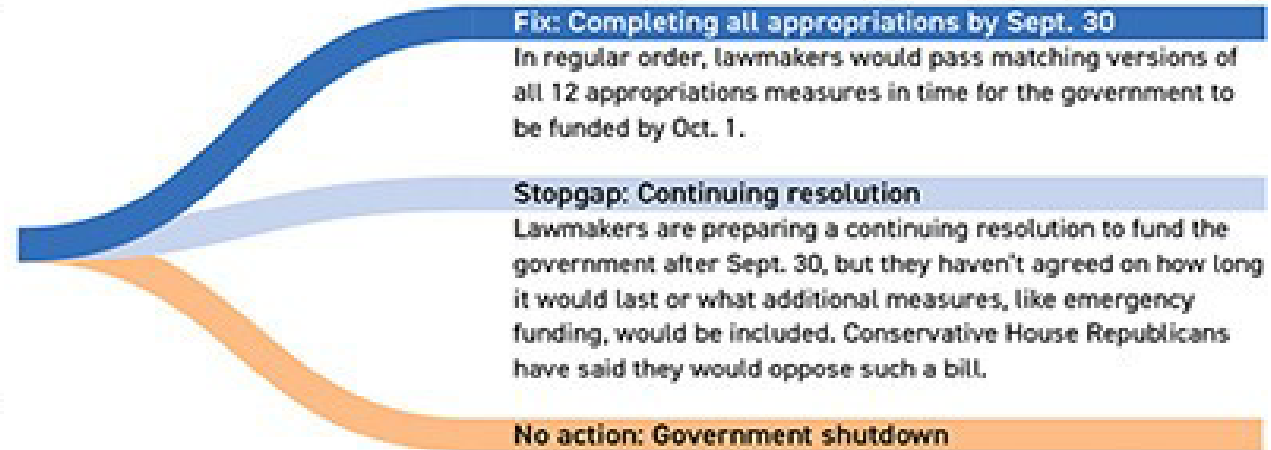 Fix: Completing all appropriations by Sept. 30
In regular order, lawmakers would pass matching versions of
all 12 appropriations measures in time for the government to
be funded by Oct. 1.
Stopgap: Continuing resolution
Lawmakers are preparing a continuing resolution to fund the
government after Sept. 30, but they haven't agreed on how long
it would last or what additional measures, like emergency
funding, would be included. Conservative House Republicans
have said they would oppose such a bill.
No action: Government shutdown